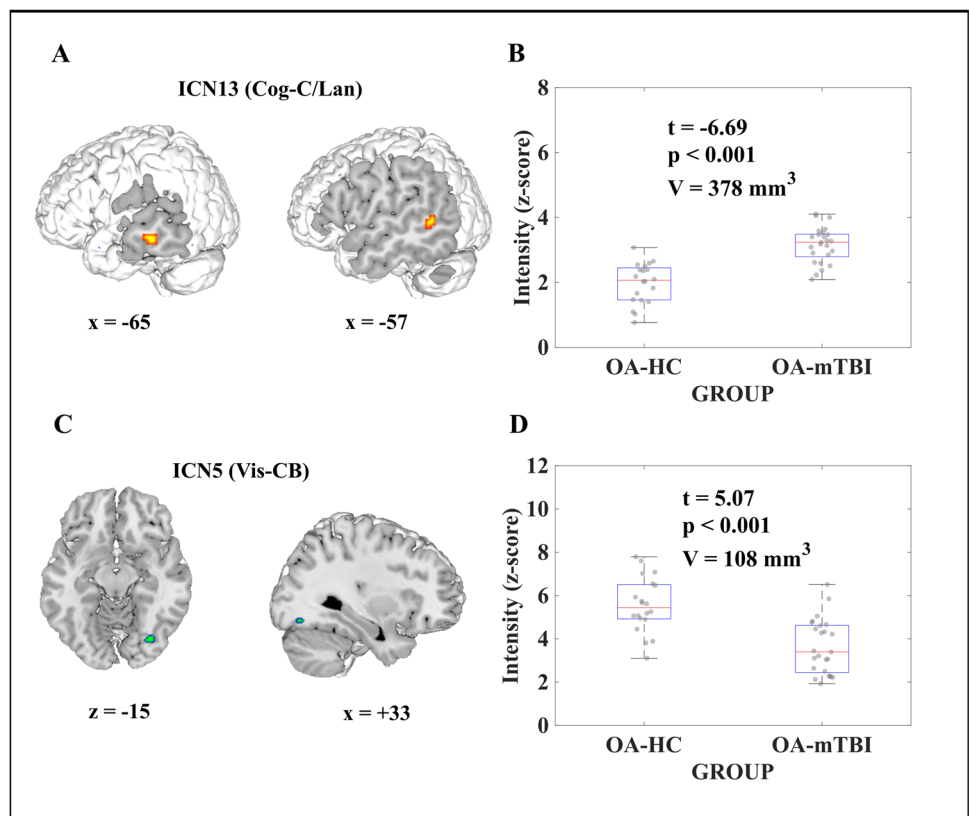 A
ICN13 (Cog-C/Lan)
x = -65
x = -57
B
8
6
4
2
0
Intensity (z-score)
t = -6.69
p < 0.001
V = 378 mm³
OA-HC
OA-mTBI
GROUP
C
ICN5 (Vis-CB)
z = -15
x = +33
D
12
10
8
6
4
2
0
Intensity (z-score)
t = 5.07
p < 0.001
V = 108 mm³
OA-HC
OA-mTBI
GROUP